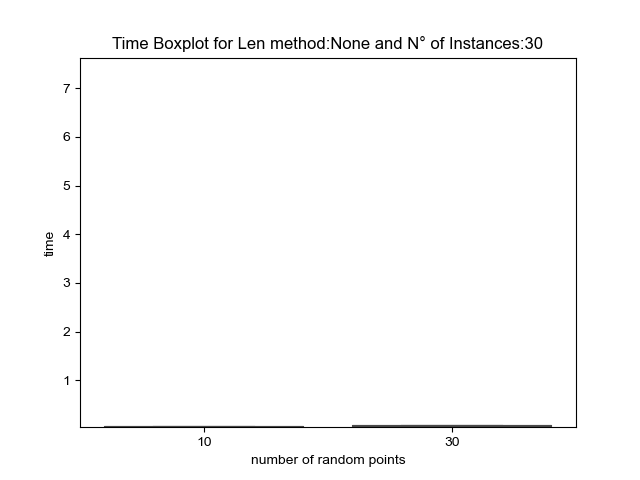 Time Boxplot for Len method:None and N° of Instances:30
7
6
5
4
3
2
1
time
10 30
number of random points